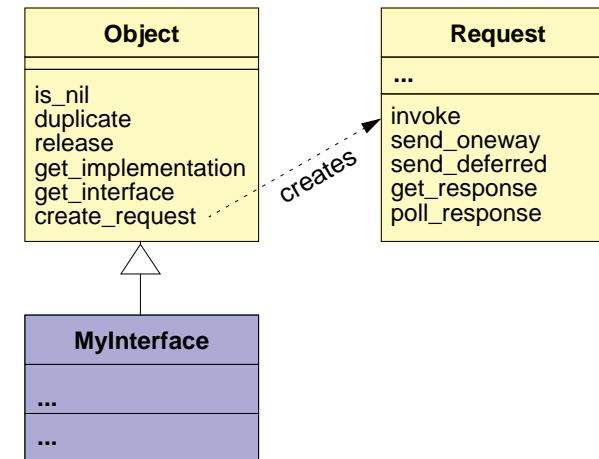 Object
is_nil
duplicate
release
get_implementation
get_interface
create_request
creates
Request
...
invoke
send_oneway
send_deferred
get_response
poll_response
MyInterface
...
...